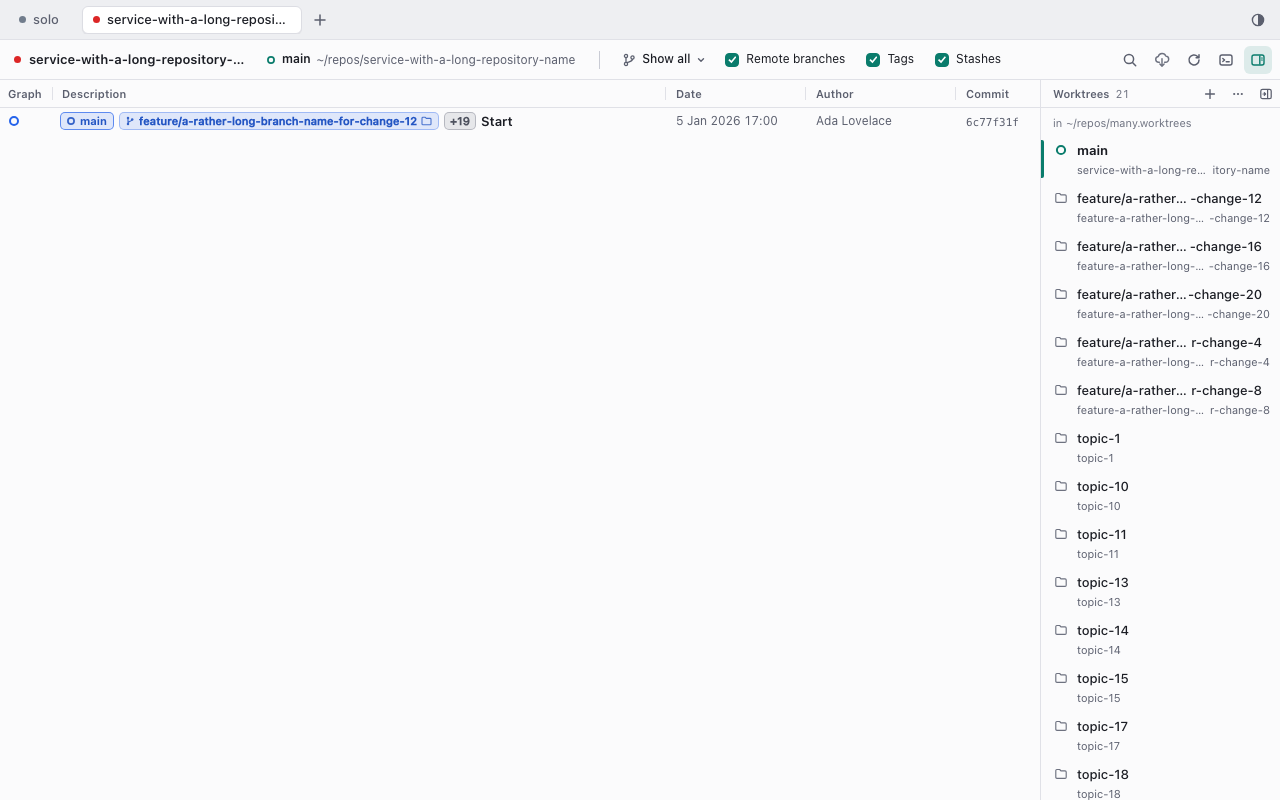 solo
service-with-a-long-reposi...
service-with-a-long-repository-...
main ~/repos/service-with-a-long-repository-name
Show all
Remote branches
Tags
Stashes
Graph
Description
Date
Author
Commit
main
feature/a-rather-long-branch-name-for-change-12
+19
Start
5 Jan 2026 17:00
Ada Lovelace
6c77f31f
Worktrees 21
in ~/repos/many.worktrees
main
service-with-a-long-re... itory-name
feature/a-rather... -change-12
feature-a-rather-long-... -change-12
feature/a-rather... -change-16
feature-a-rather-long-... -change-16
feature/a-rather... -change-20
feature-a-rather-long-... -change-20
feature/a-rather... r-change-4
feature-a-rather-long-... r-change-4
feature/a-rather... r-change-8
feature-a-rather-long-... r-change-8
topic-1
topic-1
topic-10
topic-10
topic-11
topic-11
topic-13
topic-13
topic-14
topic-14
topic-15
topic-15
topic-17
topic-17
topic-18
topic-18